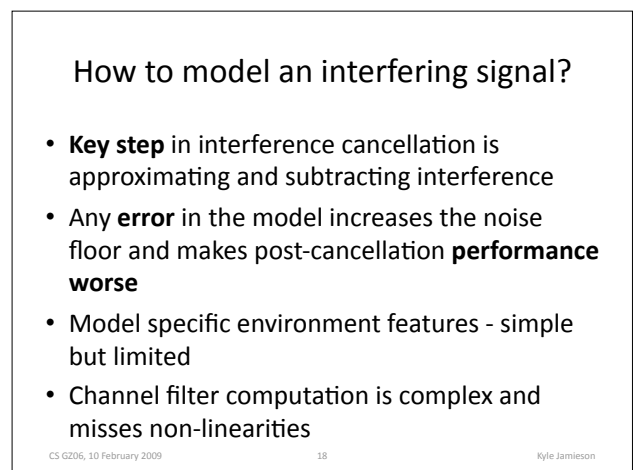 How to model an interfering signal?
• Key step in interference cancellation is
approximating and subtracting interference
• Any error in the model increases the noise
floor and makes post-cancellation performance
worse
• Model specific environment features - simple
but limited
• Channel filter computation is complex and
misses non-linearities
CS GZ06, 10 February 2009 18 Kyle Jamieson